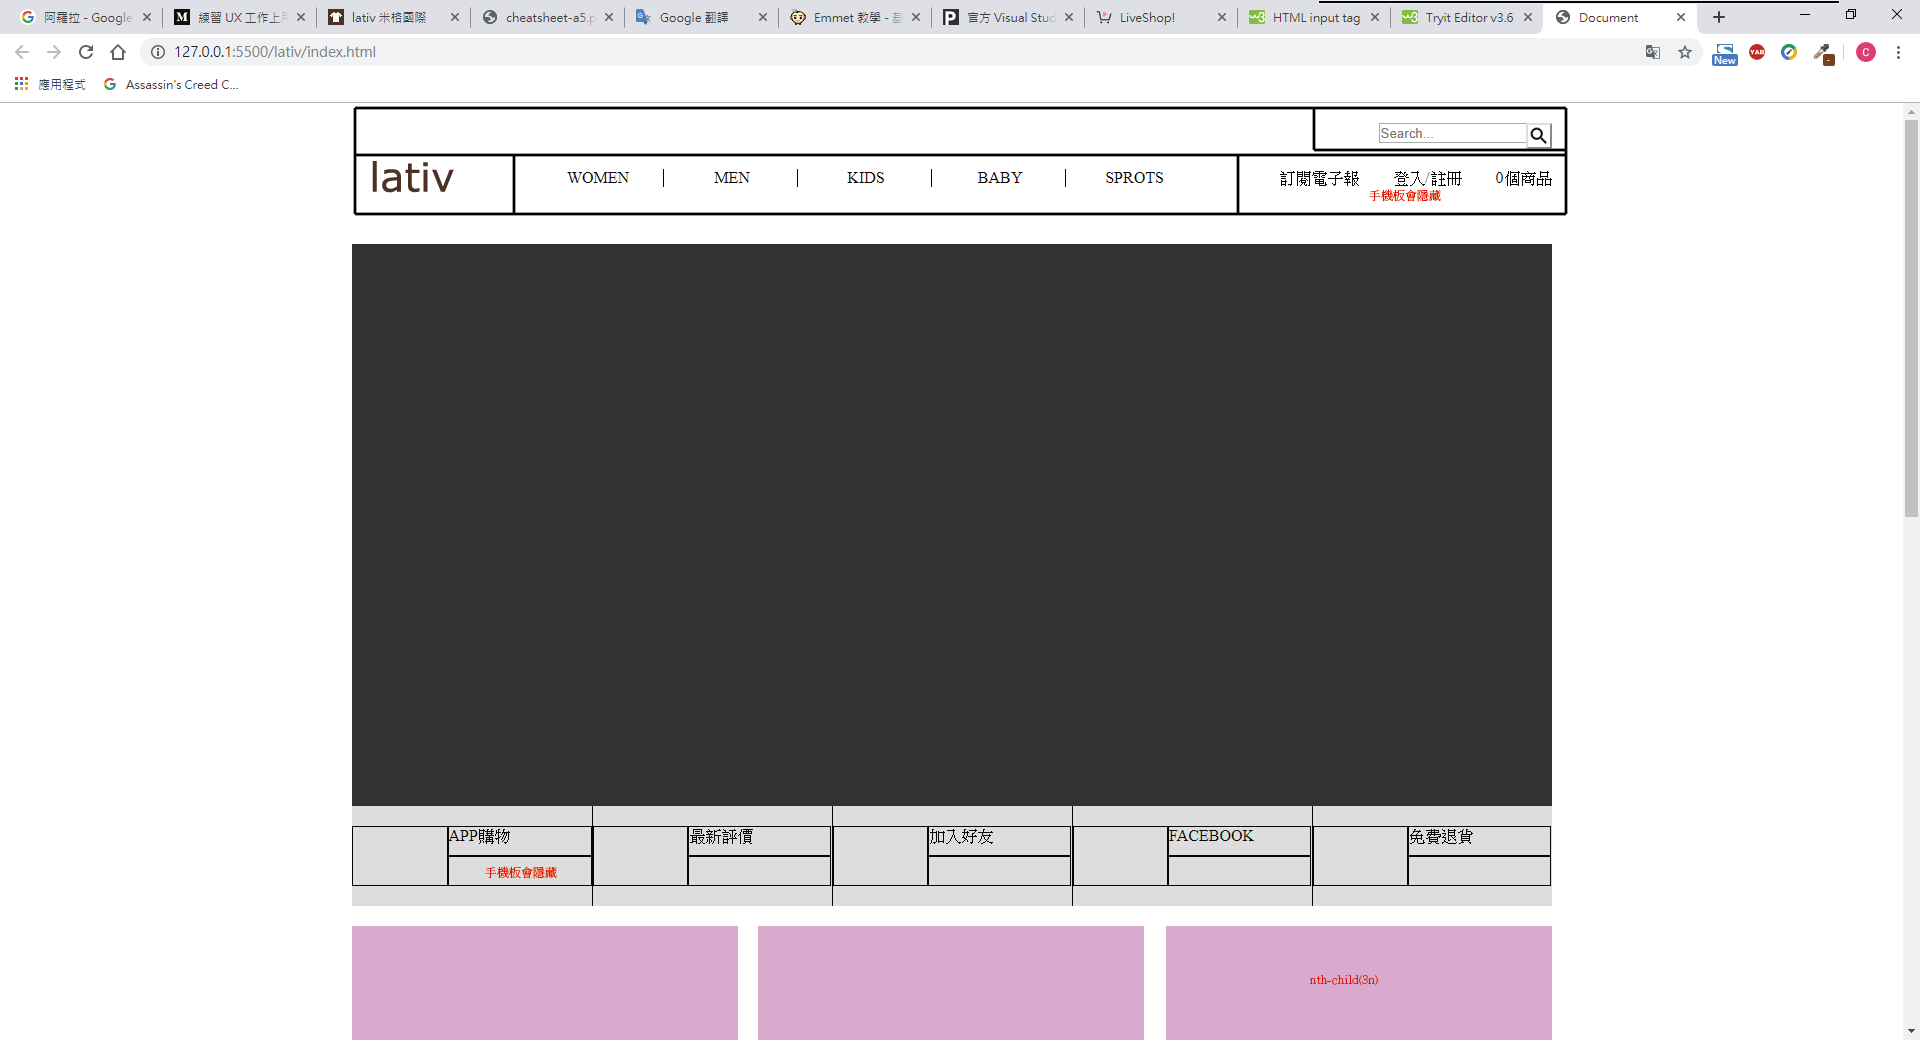 阿羅拉 - Google
練習 UX 工作上用
lativ 米格國際
cheatsheet-a5.p
Google 翻譯
Emmet 教學 - 基
官方 Visual Stud
LiveShop!
HTML input tag
Tryit Editor v3.6
Document
127.0.0.1:5500/lativ/index.html
New
YAB
C
應用程式
Assassin's Creed C...
Search...
lativ
WOMEN
MEN
KIDS
BABY
SPROTS
訂閱電子報
登入/註冊
0個商品
手機板會隱藏
APP購物
最新評價
加入好友
FACEBOOK
免費退貨
手機板會隱藏
nth-child(3n)